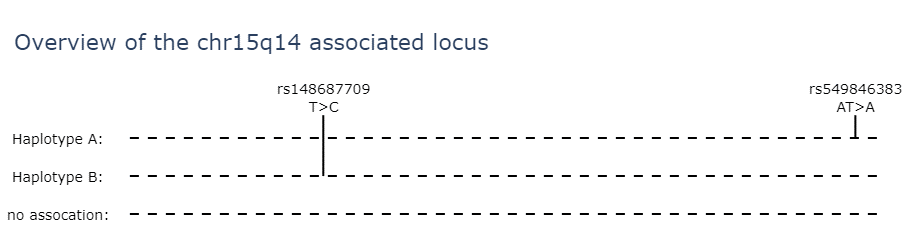 Overview of the chr15q14 associated locus
rs148687709
T>C
rs549846383
AT>A
Haplotype A:
Haplotype B:
no assocation: